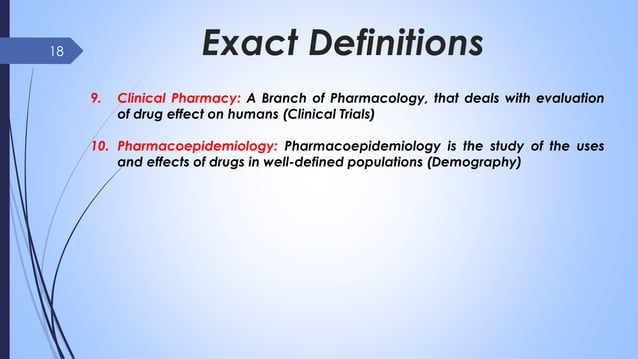 18
Exact Definitions
9. Clinical Pharmacy: A Branch of Pharmacology, that deals with evaluation
of drug effect on humans (Clinical Trials)
10. Pharmacoepidemiology: Pharmacoepidemiology is the study of the uses
and effects of drugs in well-defined populations (Demography)